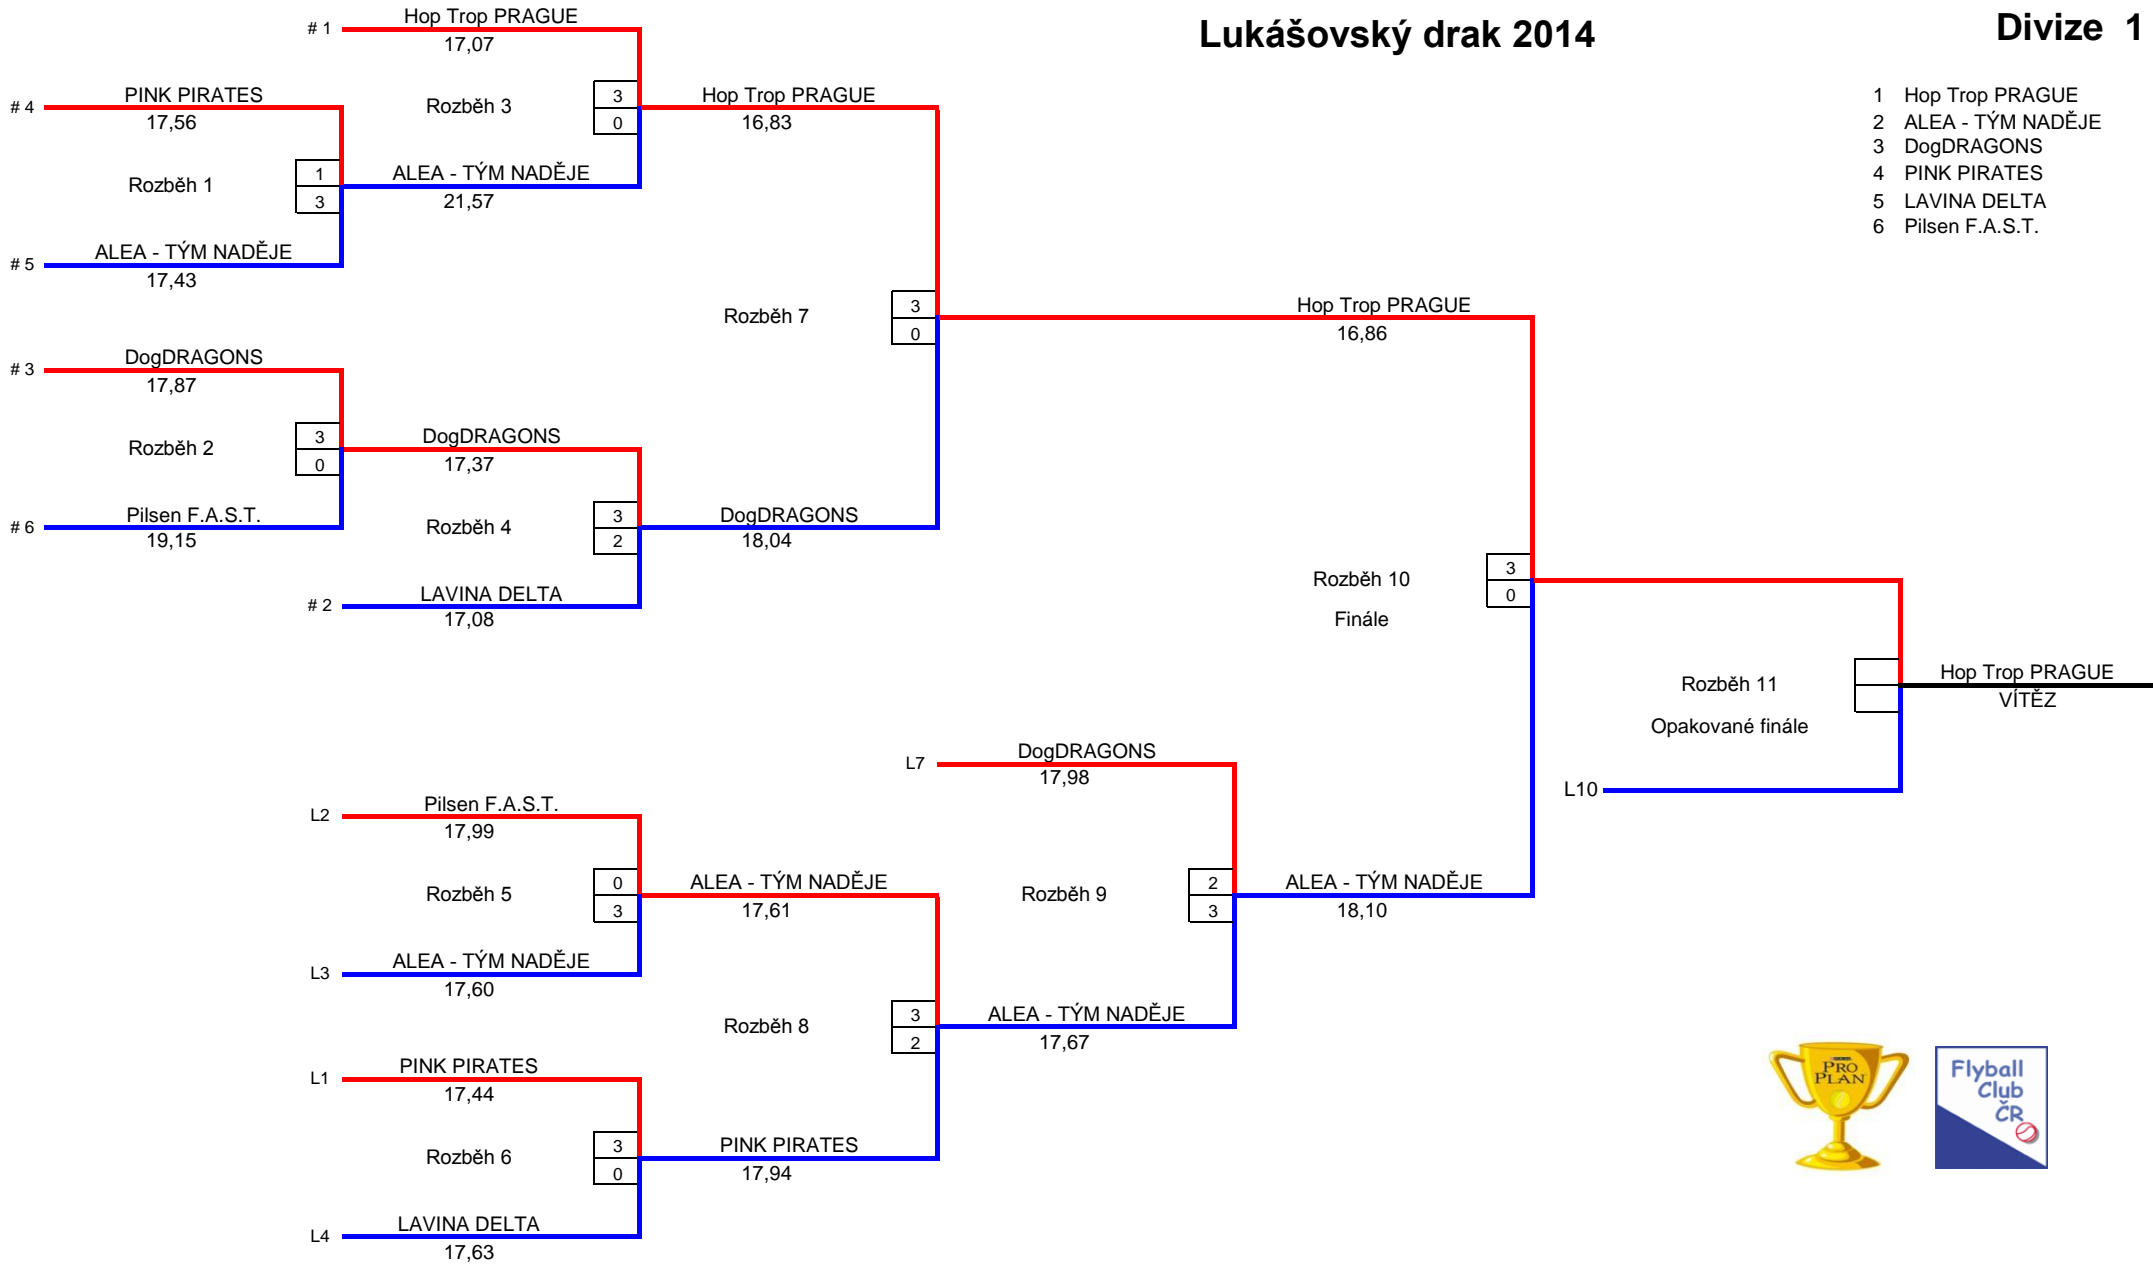 Lukášovský drak 2014
Divize 1
1 Hop Trop PRAGUE
2 ALEA - TÝM NADĚJE
3 DogDRAGONS
4 PINK PIRATES
5 LAVINA DELTA
6 Pilsen F.A.S.T.
# 1
Hop Trop PRAGUE
17,07
# 4
PINK PIRATES
17,56
Rozběh 3
3
0
Hop Trop PRAGUE
16,83
Rozběh 1
1
3
ALEA - TÝM NADĚJE
21,57
# 5
ALEA - TÝM NADĚJE
17,43
Rozběh 7
3
0
Hop Trop PRAGUE
16,86
# 3
DogDRAGONS
17,87
Rozběh 2
3
0
DogDRAGONS
17,37
# 6
Pilsen F.A.S.T.
19,15
Rozběh 4
3
2
DogDRAGONS
18,04
# 2
LAVINA DELTA
17,08
Rozběh 10
Finále
3
0
Rozběh 11
Opakované finále
Hop Trop PRAGUE
VÍTĚZ
L10
L7
DogDRAGONS
17,98
L2
Pilsen F.A.S.T.
17,99
Rozběh 5
0
3
ALEA - TÝM NADĚJE
17,61
Rozběh 9
2
3
ALEA - TÝM NADĚJE
18,10
L3
ALEA - TÝM NADĚJE
17,60
Rozběh 8
3
2
ALEA - TÝM NADĚJE
17,67
L1
PINK PIRATES
17,44
Rozběh 6
3
0
PINK PIRATES
17,94
L4
LAVINA DELTA
17,63
PRO
PLAN
Flyball
Club
ČR